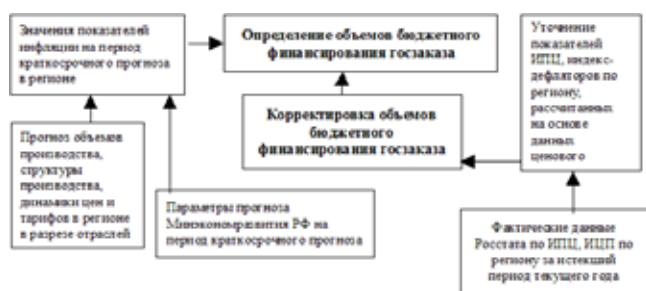 Значения показателей
инфляции на период
краткосрочного прогноза
в регионе
Определение объемов бюджетного
финансирования госзаказа
Уточнение
показателей
ИПЦ, индекс-
дефляторов по
региону,
рассчитанных
на основе
данных
ценового
Корректировка объемов
бюджетного
финансирования госзаказа
Прогноз объемов
производства,
структуры
производства,
динамики цен и
тарифов в регионе
в разрезе отраслей
Параметры прогноза
Минэкономразвития РФ на
период краткосрочного прогноза
Фактические данные
Росстата по ИПЦ, ИЦП по
региону за истекший
период текущего года